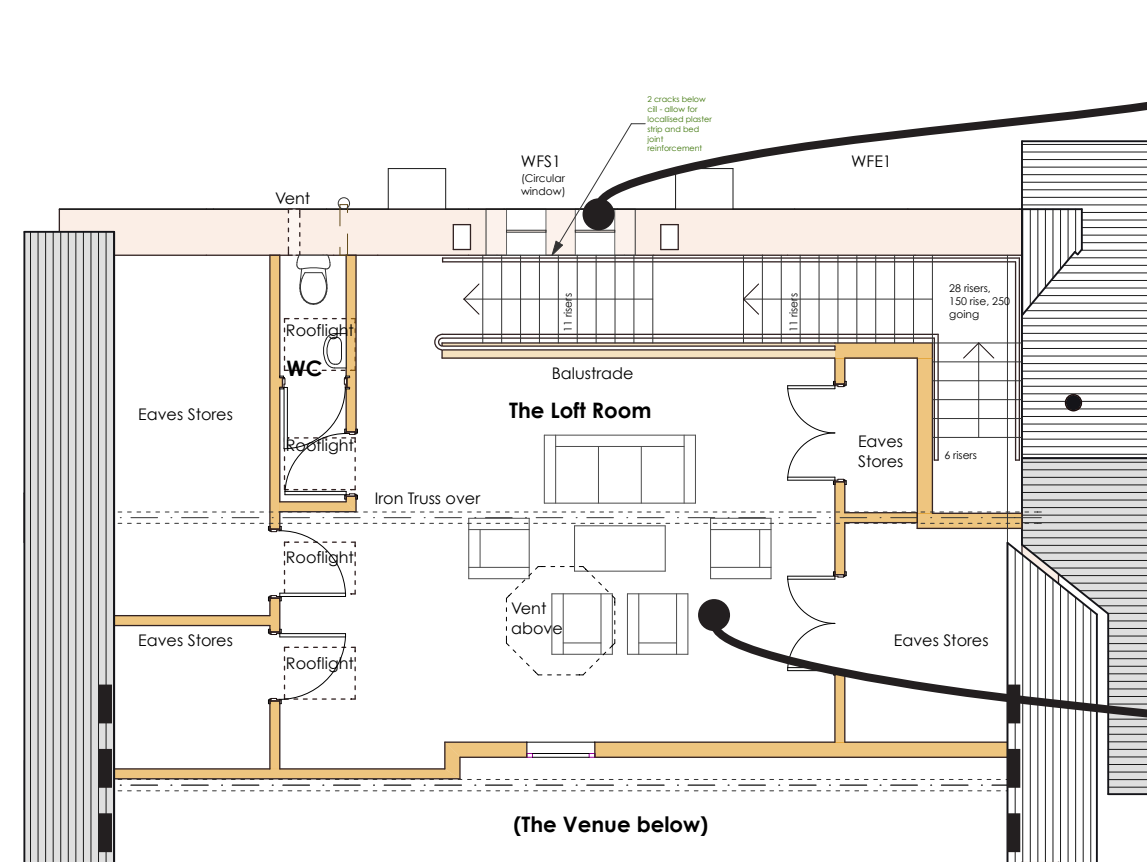 2 cracks below
cill - allow for
localised plaster
strip and bed
joint
reinforcement
WFS1
(Circular
window)
WFE1
Vent
28 risers,
150 rise, 250
going
11 risers
11 risers
Rooflight
WC
Balustrade
The Loft Room
Eaves Stores
Eaves
Stores
Rooflight
6 risers
Iron Truss over
Rooflight
Vent
above
Eaves Stores
Eaves Stores
Rooflight
(The Venue below)